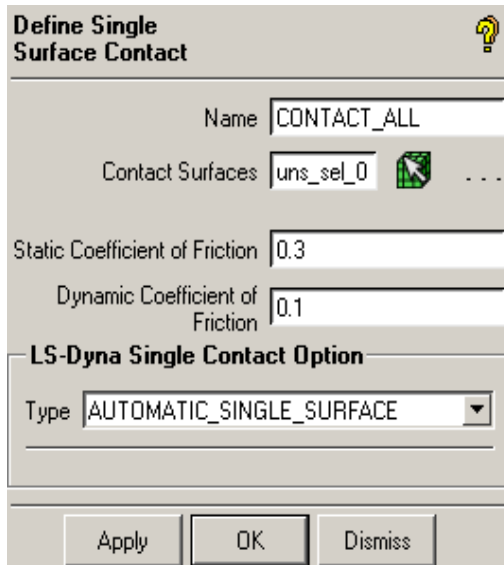 Define Single
Surface Contact
Name CONTACT_ALL
Contact Surfaces uns_sel_0 ...
Static Coefficient of Friction 0.3
Dynamic Coefficient of
Friction 0.1
LS-Dyna Single Contact Option
Type AUTOMATIC_SINGLE_SURFACE
Apply OK Dismiss